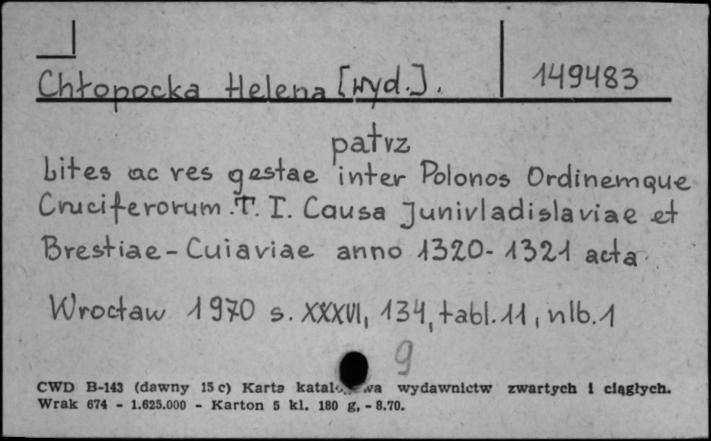 Chłopocka Helena [wyd.]. 149483
patrz
Lites ac res gestae inter Polonos Ordinemque
Cruciferorum. T. I. Causa Junivladislaviae et
Brestiae-Cuiaviae anno 1320-1321 acta.
Wrocław 1970 s. XXXVI, 134, tabl. 11, nlb. 1
9
CWD B-143 (dawny 15 c) Karta wydawnictw zwartych i ciągłych.
Wrak 674 - 1.625.000 - Karton 5 kl. 180 g, - 8.70.